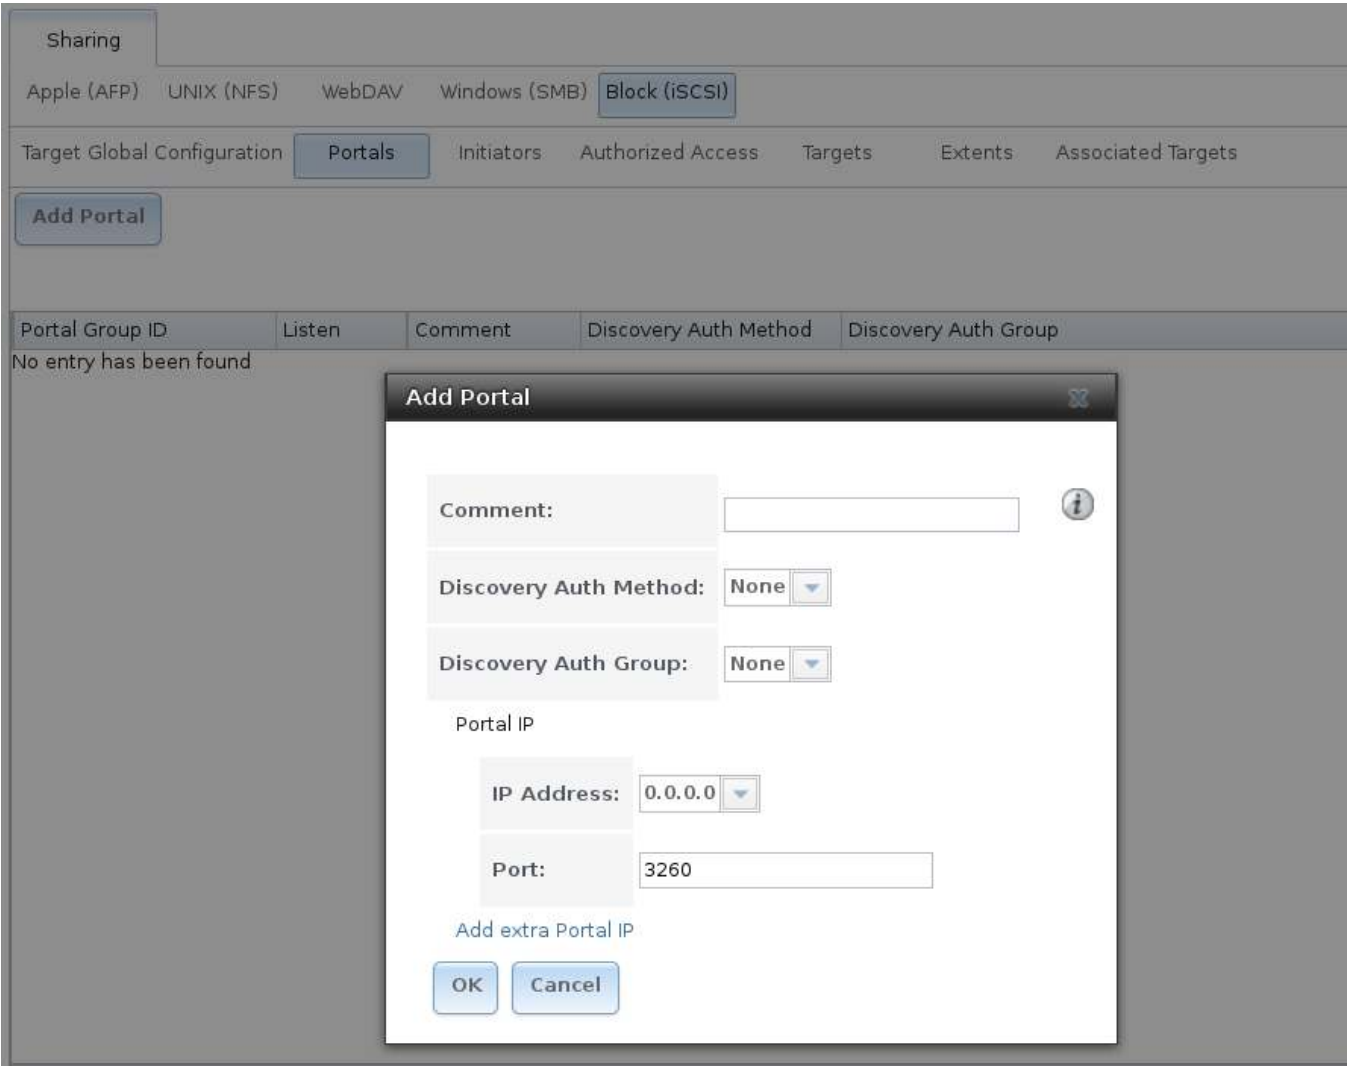 Sharing
Apple (AFP) UNIX (NFS) WebDAV Windows (SMB) Block (iSCSI)
Target Global Configuration Portals Initiators Authorized Access Targets Extents Associated Targets
Add Portal
Portal Group ID Listen Comment Discovery Auth Method Discovery Auth Group
No entry has been found
Add Portal
Comment:
Discovery Auth Method: None
Discovery Auth Group: None
Portal IP
IP Address: 0.0.0.0
Port: 3260
Add extra Portal IP
OK Cancel